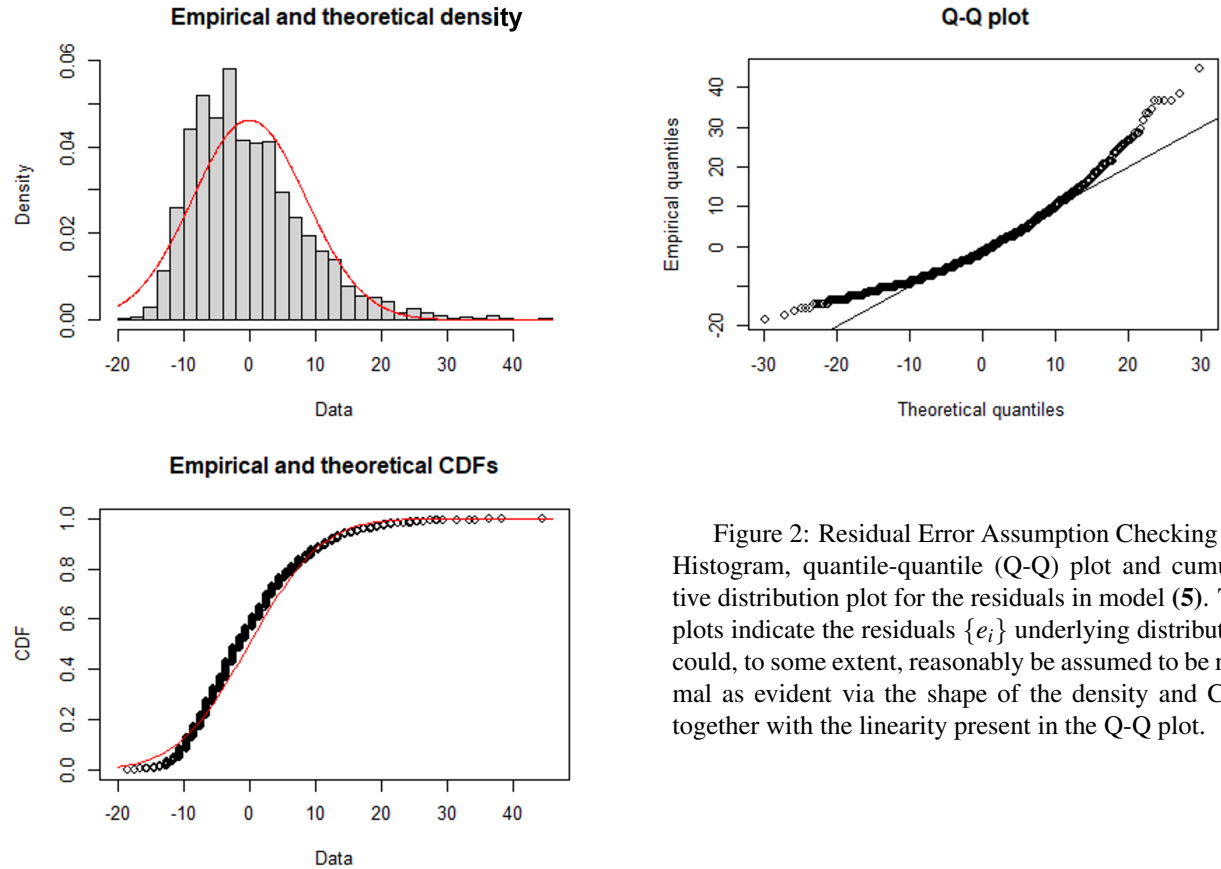 Empirical and theoretical density
Density
0.00
0.02
0.04
0.06
-20 -10 0 10 20 30 40
Data
Q-Q plot
Empirical quantiles
-20
0
10
20
30
40
-30 -20 -10 0 10 20 30
Theoretical quantiles
Empirical and theoretical CDFs
CDF
0.0
0.2
0.4
0.6
0.8
1.0
-20 -10 0 10 20 30 40
Data
Figure 2: Residual Error Assumption Checking
Histogram, quantile-quantile (Q-Q) plot and cumu
tive distribution plot for the residuals in model (5). T
plots indicate the residuals {e_i} underlying distribut
could, to some extent, reasonably be assumed to be n
mal as evident via the shape of the density and C
together with the linearity present in the Q-Q plot.